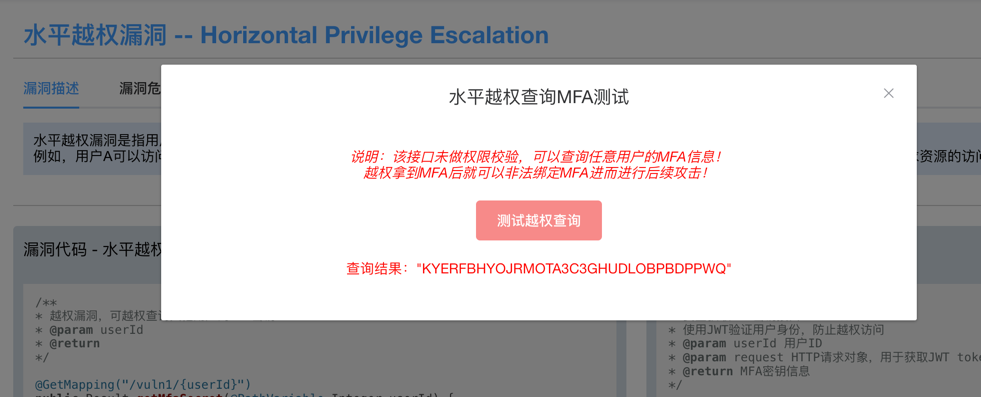 水平越权漏洞 -- Horizontal Privilege Escalation
漏洞描述 漏洞危
水平越权漏洞是指用
例如，用户A可以访问
资源的访问
水平越权查询MFA测试
说明：该接口未做权限校验，可以查询任意用户的MFA信息！
越权拿到MFA后就可以非法绑定MFA进而进行后续攻击！
测试越权查询
查询结果："KYERFBHYOJRMOTA3C3GHUDLOBPBDPPWQ"
漏洞代码 - 水平越权
/**
* 越权漏洞，可越权查
* @param userId
* @return
*/
@GetMapping("/vuln1/{userId}")
public Result getMfaSecret(@PathVariable Integer userId) {
* 使用JWT验证用户身份，防止越权访问
* @param userId 用户ID
* @param request HTTP请求对象，用于获取JWT toke
* @return MFA密钥信息
*/